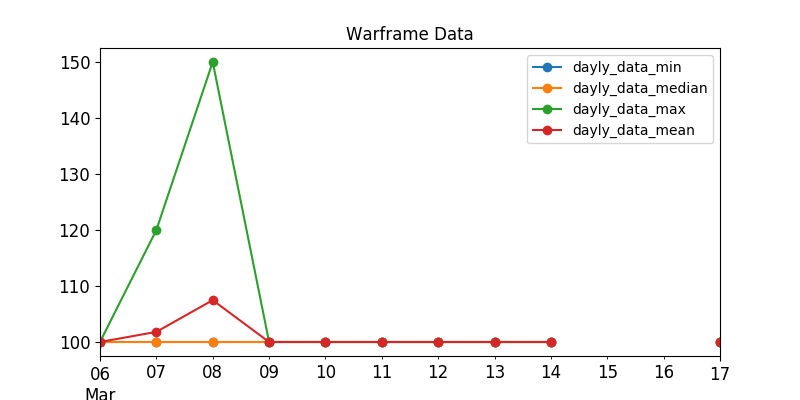 Warframe Data
150
140
130
120
110
100
dayly_data_min
dayly_data_median
dayly_data_max
dayly_data_mean
06 07 08 09 10 11 12 13 14 15 16 17
Mar